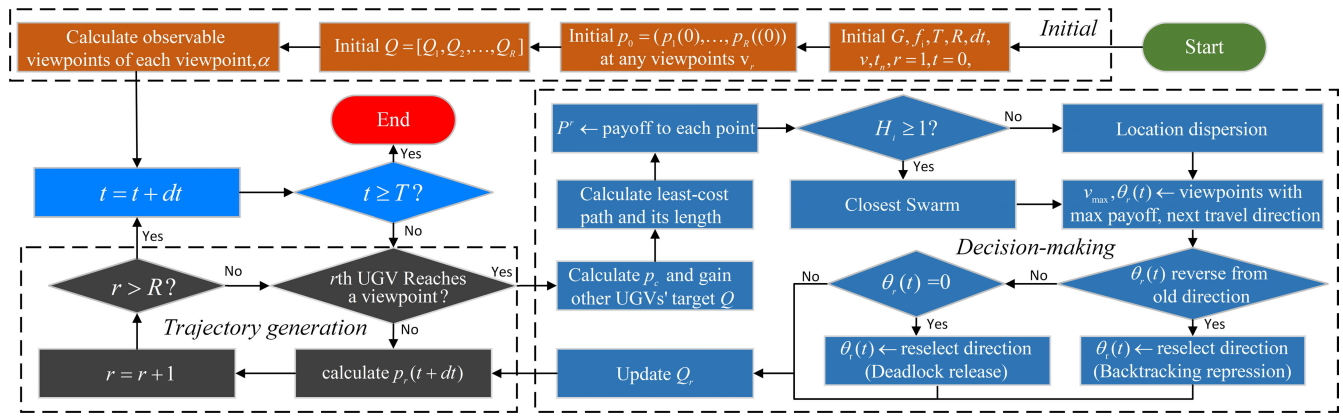 Start
Initial
Initial G, f_i, T, R, dt,
v, t_n, r = 1, t = 0,
Initial p_0 = (p_1(0),…, p_R((0))
at any viewpoints v_r
Initial Q = [Q_1, Q_2,…, Q_R]
Calculate observable
viewpoints of each viewpoint, α
t = t + dt
t ≥ T ?
Yes
End
No
rth UGV Reaches
a viewpoint?
Yes
No
calculate p_r(t + dt)
r = r + 1
r > R?
Yes
No
Trajectory generation
Calculate p_c and gain
other UGVs' target Q
Calculate least-cost
path and its length
P^r ← payoff to each point
H_i ≥ 1?
No
Yes
Location dispersion
Closest Swarm
v_max, θ_r(t) ← viewpoints with
max payoff, next travel direction
Decision-making
θ_r(t) reverse from
old direction
No
Yes
θ_r(t) = 0
No
Yes
θ_r(t) ← reselect direction
(Deadlock release)
θ_r(t) ← reselect direction
(Backtracking repression)
Update Q_r